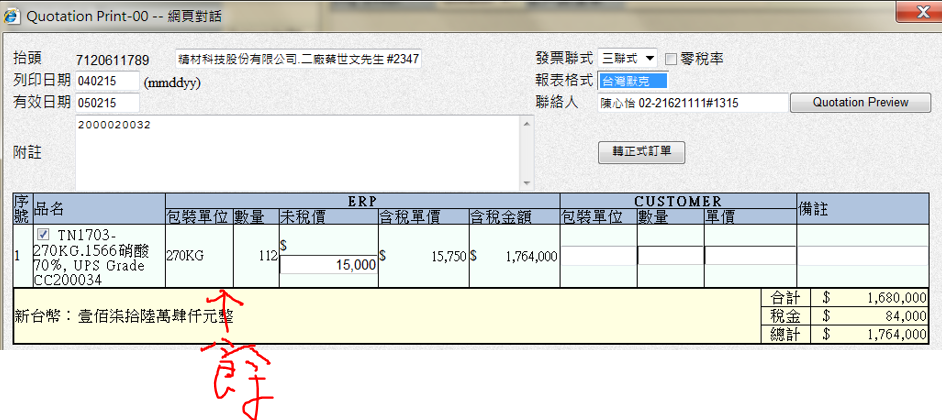 Quotation Print-00 -- 網頁對話
抬頭 7120611789 精材科技股份有限公司.二廠蔡世文先生 #2347 發票聯式 三聯式 零稅率
列印日期 040215 (mmddyy) 報表格式 台灣默克
有效日期 050215 聯絡人 陳心怡 02-21621111#1315 Quotation Preview
附註 2000020032 轉正式訂單
序號 品名 ERP CUSTOMER 備註
包裝單位 數量 未稅價 含稅單價 含稅金額 包裝單位 數量 單價
1 TN1703-270KG.1566硝酸70%, UPS Grade CC200034 270KG 112 $ 15,000 $ 15,750 $ 1,764,000
新台幣：壹佰柒拾陸萬肆仟元整
合計 $ 1,680,000
稅金 $ 84,000
總計 $ 1,764,000